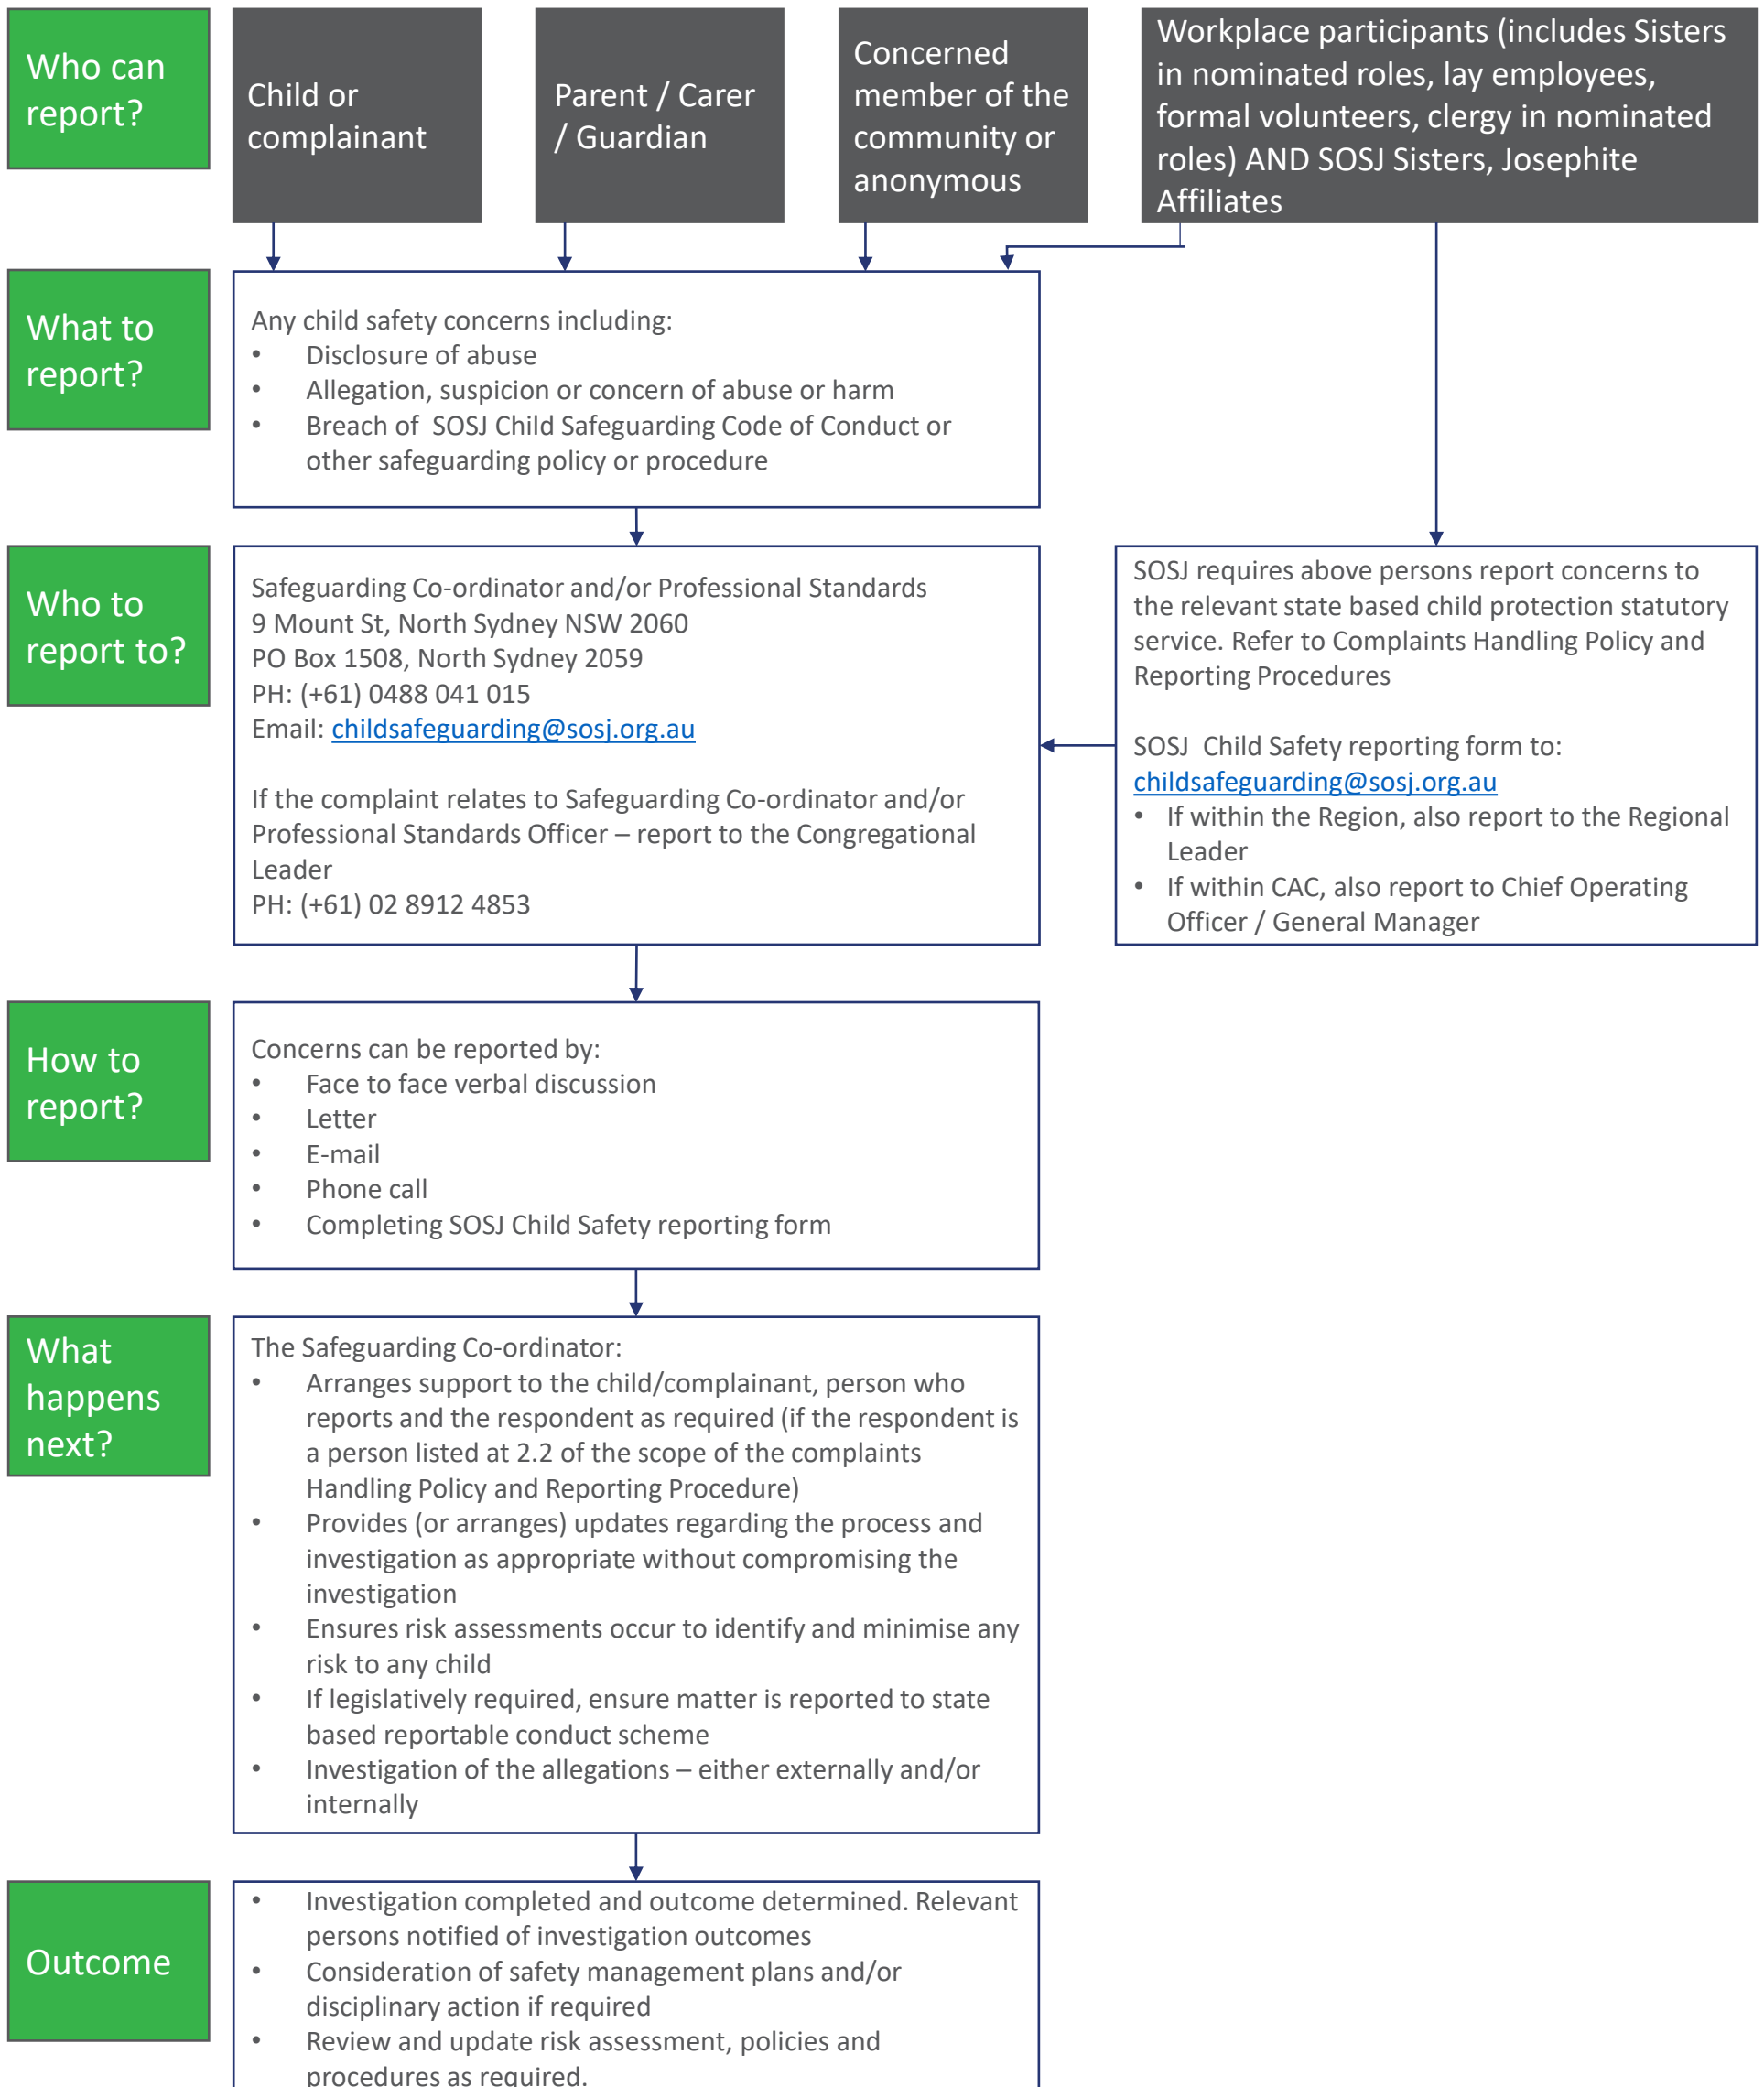 Who can
report?
Child or
complainant
Parent / Carer
/ Guardian
Concerned
member of the
community or
anonymous
Workplace participants (includes Sisters
in nominated roles, lay employees,
formal volunteers, clergy in nominated
roles) AND SOSJ Sisters, Josephite
Affiliates
What to
report?
Any child safety concerns including:
• Disclosure of abuse
• Allegation, suspicion or concern of abuse or harm
• Breach of SOSJ Child Safeguarding Code of Conduct or
other safeguarding policy or procedure
Who to
report to?
Safeguarding Co-ordinator and/or Professional Standards
9 Mount St, North Sydney NSW 2060
PO Box 1508, North Sydney 2059
PH: (+61) 0488 041 015
Email: childsafeguarding@sosj.org.au
If the complaint relates to Safeguarding Co-ordinator and/or
Professional Standards Officer – report to the Congregational
Leader
PH: (+61) 02 8912 4853
SOSJ requires above persons report concerns to
the relevant state based child protection statutory
service. Refer to Complaints Handling Policy and
Reporting Procedures
SOSJ Child Safety reporting form to:
childsafeguarding@sosj.org.au
• If within the Region, also report to the Regional
Leader
• If within CAC, also report to Chief Operating
Officer / General Manager
How to
report?
Concerns can be reported by:
• Face to face verbal discussion
• Letter
• E-mail
• Phone call
• Completing SOSJ Child Safety reporting form
What
happens
next?
The Safeguarding Co-ordinator:
• Arranges support to the child/complainant, person who
reports and the respondent as required (if the respondent is
a person listed at 2.2 of the scope of the complaints
Handling Policy and Reporting Procedure)
• Provides (or arranges) updates regarding the process and
investigation as appropriate without compromising the
investigation
• Ensures risk assessments occur to identify and minimise any
risk to any child
• If legislatively required, ensure matter is reported to state
based reportable conduct scheme
• Investigation of the allegations – either externally and/or
internally
Outcome
• Investigation completed and outcome determined. Relevant
persons notified of investigation outcomes
• Consideration of safety management plans and/or
disciplinary action if required
• Review and update risk assessment, policies and
procedures as required.